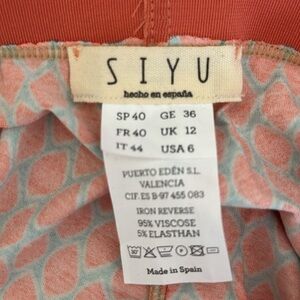 SIYU
hecho en españa
SP 40 GE 36
FR 40 UK 12
IT 44 USA 6
PUERTO EDÉN S.L.
VALENCIA
CIF. ES B-97 455 083
IRON REVERSE
95% VISCOSE
5% ELASTHAN
Made in Spain